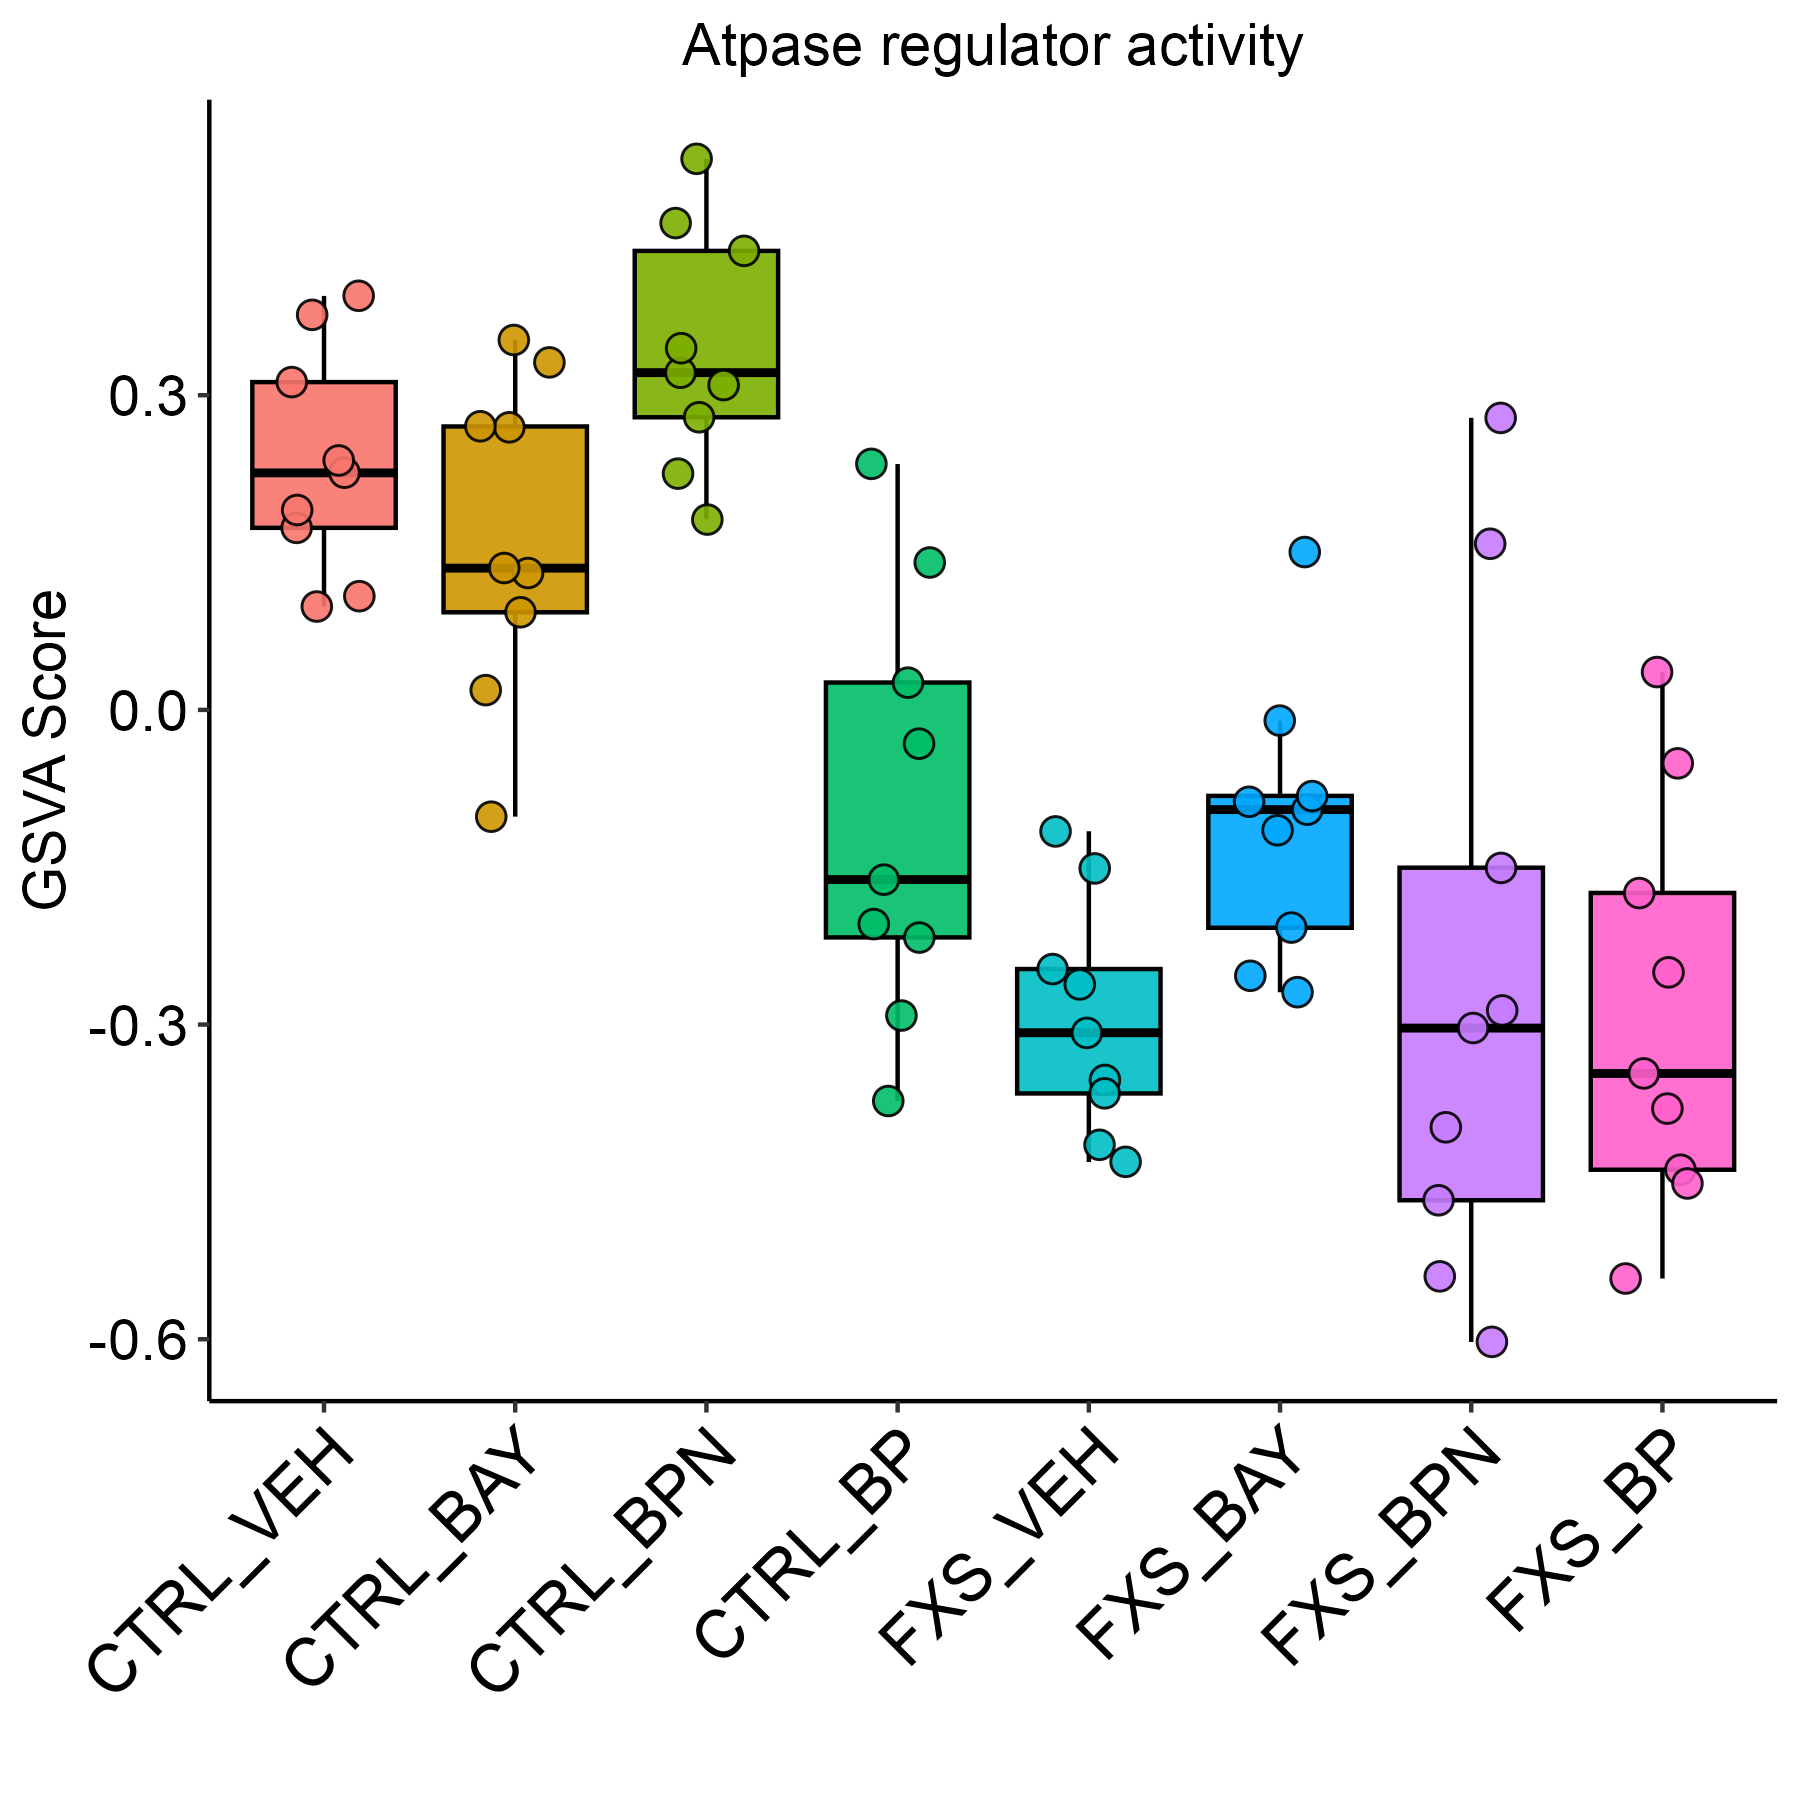 Atpase regulator activity
GSVA Score
0.3
0.0
-0.3
-0.6
CTRL_VEH
CTRL_BAY
CTRL_BPN
CTRL_BP
FXS_VEH
FXS_BAY
FXS_BPN
FXS_BP